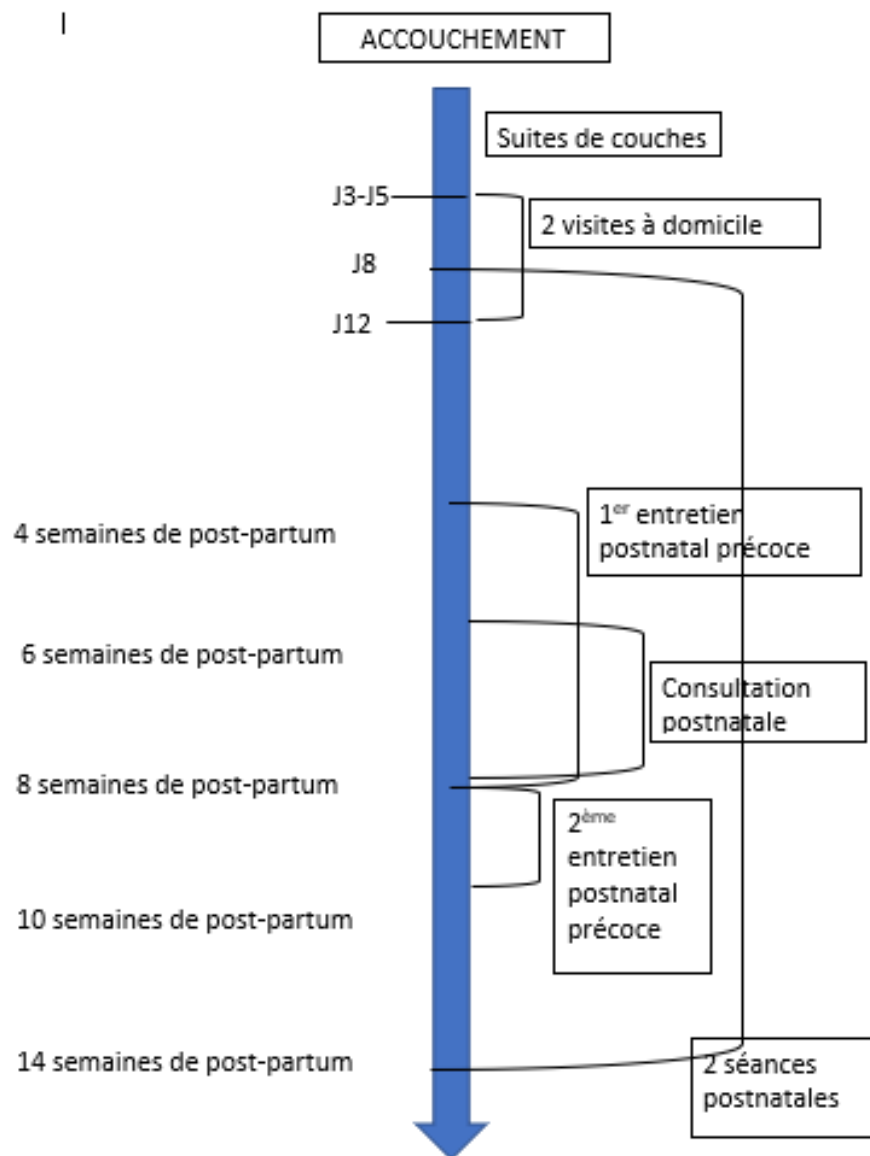 ACCOUCHEMENT
Suites de couches
J3-J5
2 visites à domicile
J8
J12
4 semaines de post-partum
1er entretien
postnatal précoce
6 semaines de post-partum
Consultation
postnatale
8 semaines de post-partum
2ème
entretien
postnatal
précoce
10 semaines de post-partum
14 semaines de post-partum
2 séances
postnatales